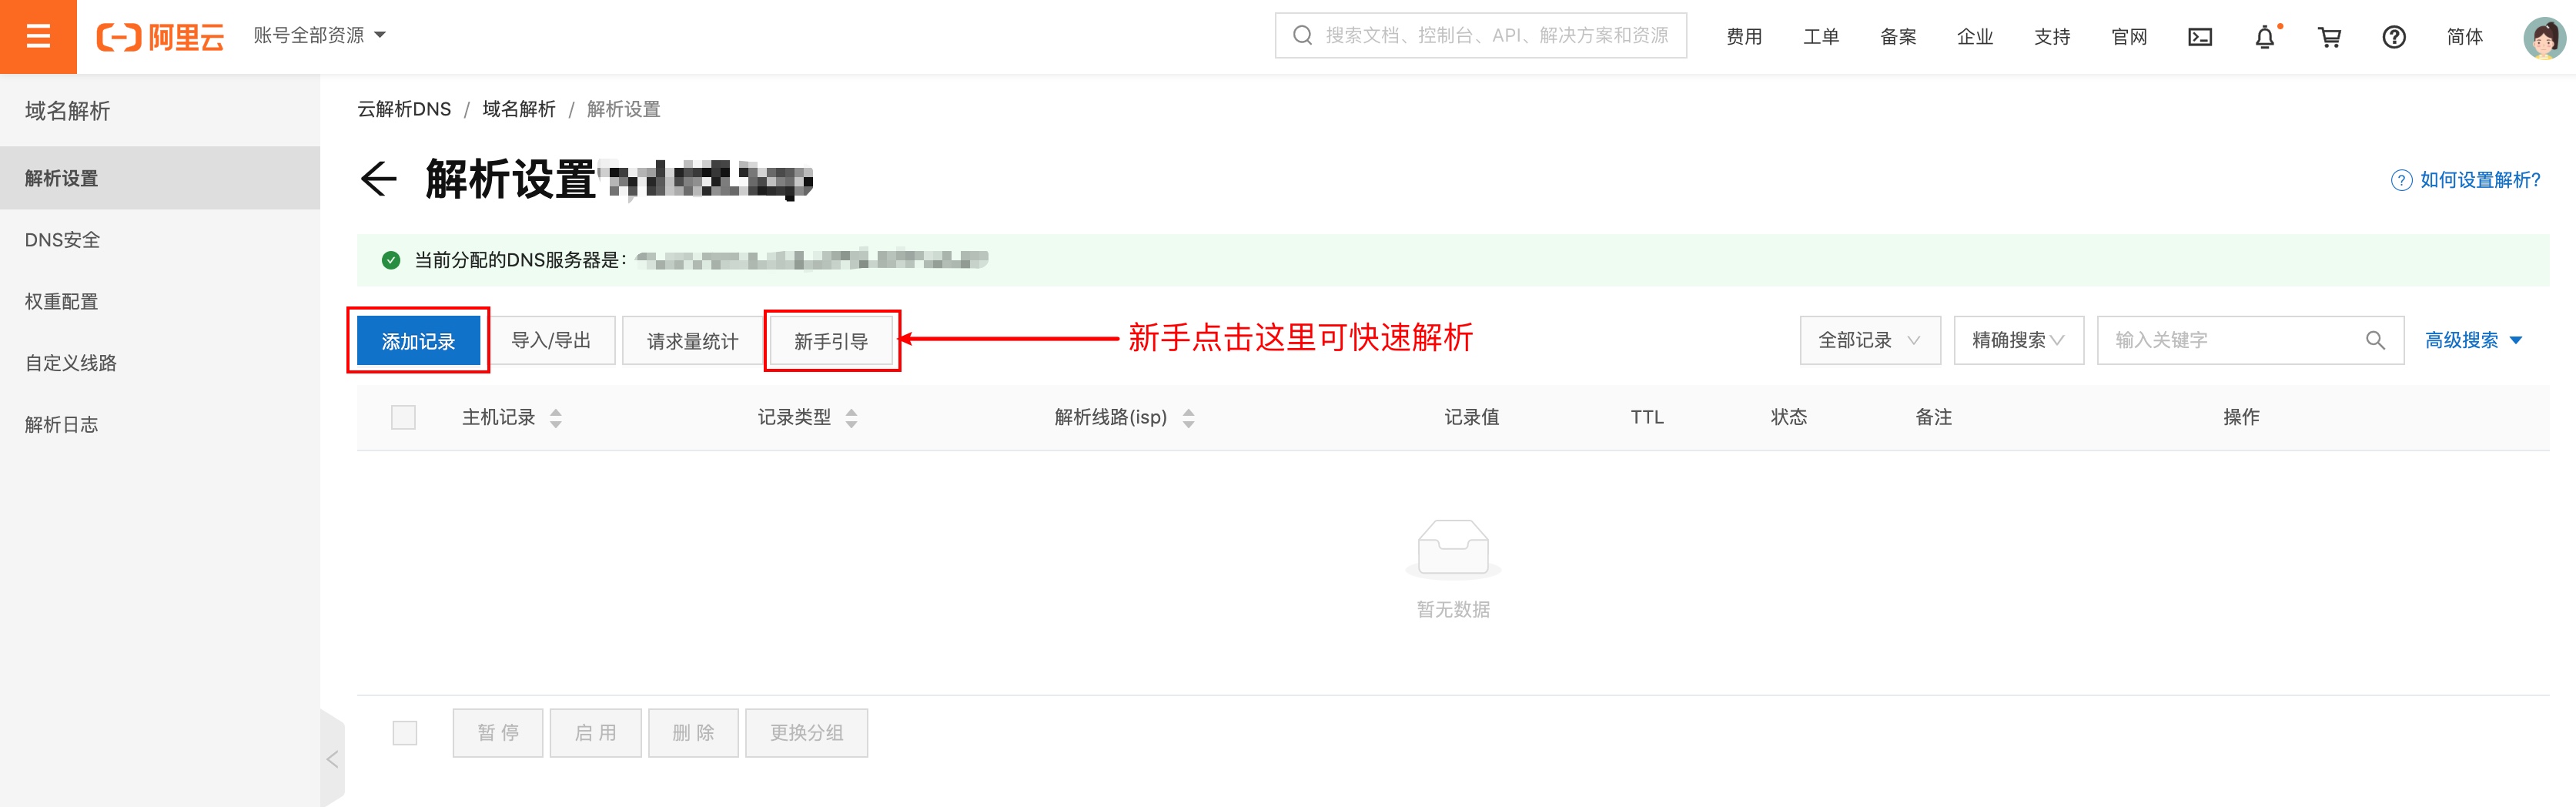 阿里云 账号全部资源 搜索文档、控制台、API、解决方案和资源 费用 工单 备案 企业 支持 官网 简体
域名解析
解析设置
DNS安全
权重配置
自定义线路
解析日志
云解析DNS / 域名解析 / 解析设置
解析设置
如何设置解析?
当前分配的DNS服务器是:
添加记录 导入/导出 请求量统计 新手引导 新手点击这里可快速解析 全部记录 精确搜索 输入关键字 高级搜索
主机记录 记录类型 解析线路(isp) 记录值 TTL 状态 备注 操作
暂无数据
暂停 启用 删除 更换分组